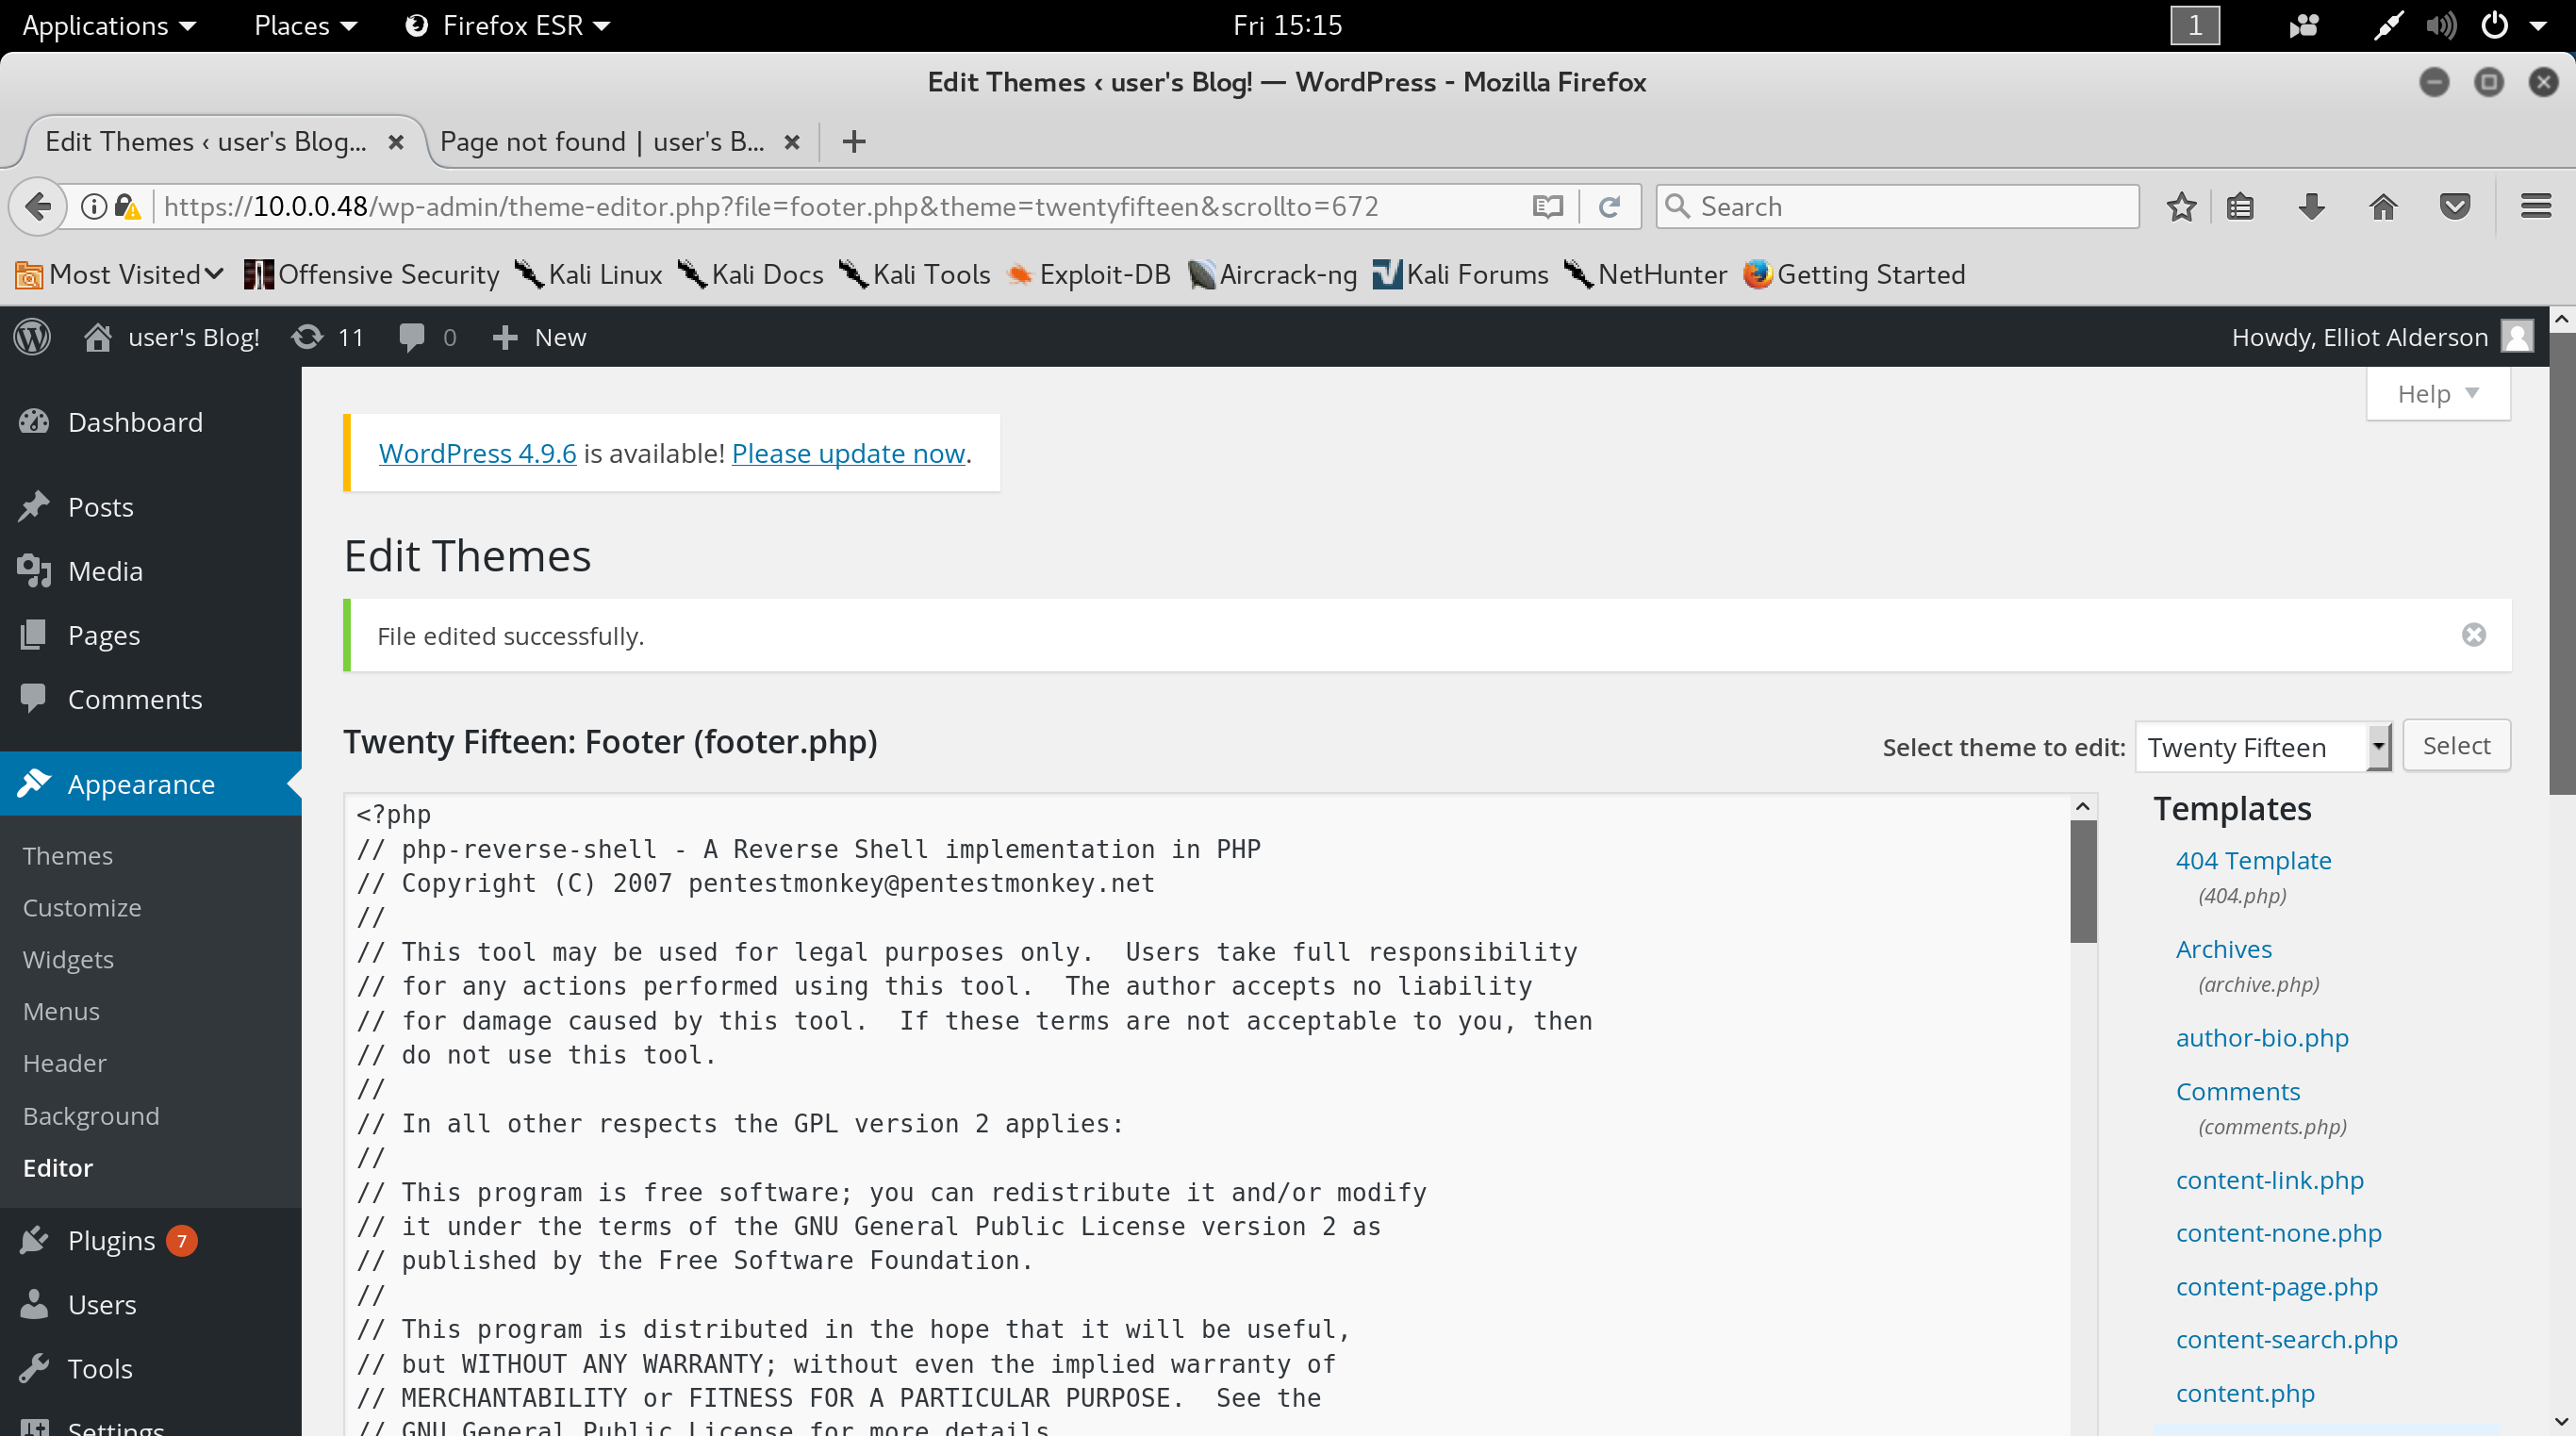 Applications Places Firefox ESR Fri 15:15 1
Edit Themes ‹ user's Blog! — WordPress - Mozilla Firefox
Edit Themes ‹ user's Blog... Page not found | user's B...
https://10.0.0.48/wp-admin/theme-editor.php?file=footer.php&theme=twentyfifteen&scrollto=672 Search
Most Visited Offensive Security Kali Linux Kali Docs Kali Tools Exploit-DB Aircrack-ng Kali Forums NetHunter Getting Started
user's Blog! 11 0 New Howdy, Elliot Alderson
Help
Dashboard
Posts
Media
Pages
Comments
Appearance
Themes
Customize
Widgets
Menus
Header
Background
Editor
Plugins 7
Users
Tools
Settings
WordPress 4.9.6 is available! Please update now.
Edit Themes
File edited successfully.
Twenty Fifteen: Footer (footer.php)
Select theme to edit: Twenty Fifteen Select
<?php
// php-reverse-shell - A Reverse Shell implementation in PHP
// Copyright (C) 2007 pentestmonkey@pentestmonkey.net
//
// This tool may be used for legal purposes only.  Users take full responsibility
// for any actions performed using this tool.  The author accepts no liability
// for damage caused by this tool.  If these terms are not acceptable to you, then
// do not use this tool.
//
// In all other respects the GPL version 2 applies:
//
// This program is free software; you can redistribute it and/or modify
// it under the terms of the GNU General Public License version 2 as
// published by the Free Software Foundation.
//
// This program is distributed in the hope that it will be useful,
// but WITHOUT ANY WARRANTY; without even the implied warranty of
// MERCHANTABILITY or FITNESS FOR A PARTICULAR PURPOSE.  See the
// GNU General Public License for more details
Templates
404 Template
(404.php)
Archives
(archive.php)
author-bio.php
Comments
(comments.php)
content-link.php
content-none.php
content-page.php
content-search.php
content.php